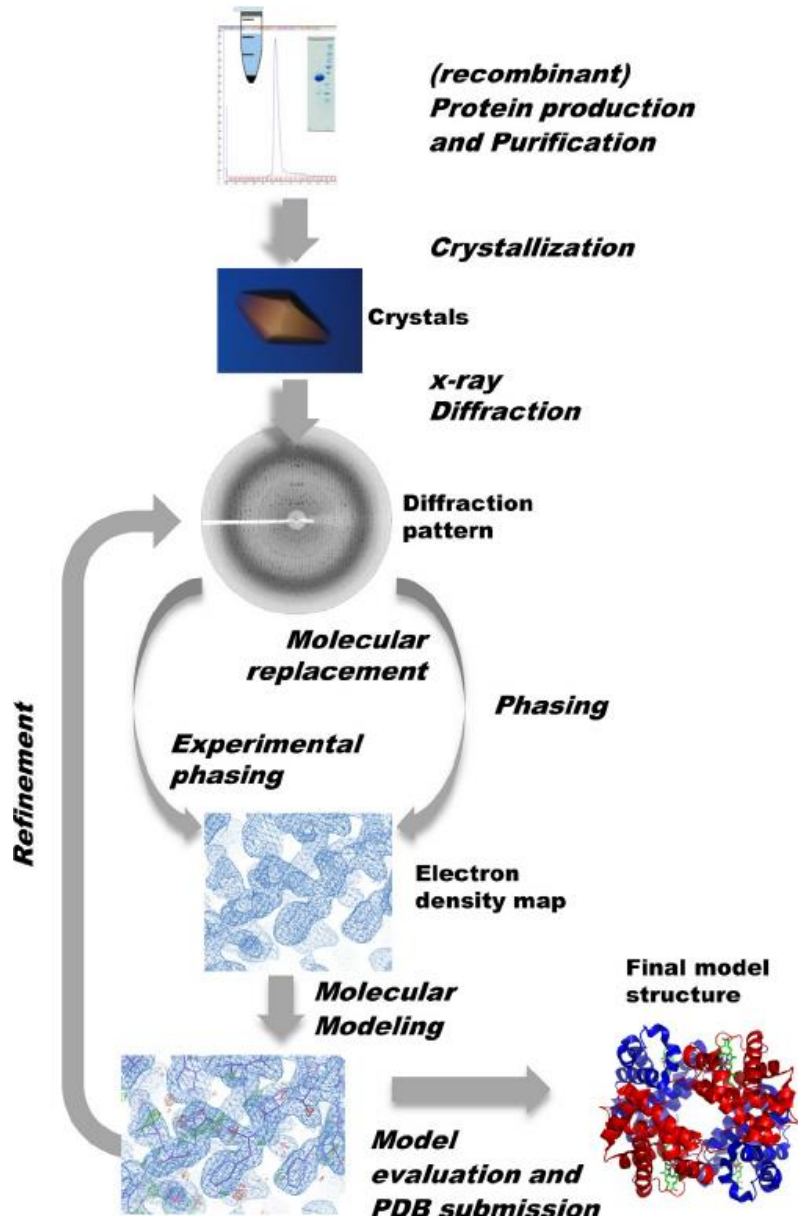 (recombinant)
Protein production
and Purification
Crystallization
Crystals
x-ray
Diffraction
Diffraction
pattern
Molecular
replacement
Phasing
Experimental
phasing
Refinement
Electron
density map
Molecular
Modeling
Final model
structure
Model
evaluation and
PDB submission